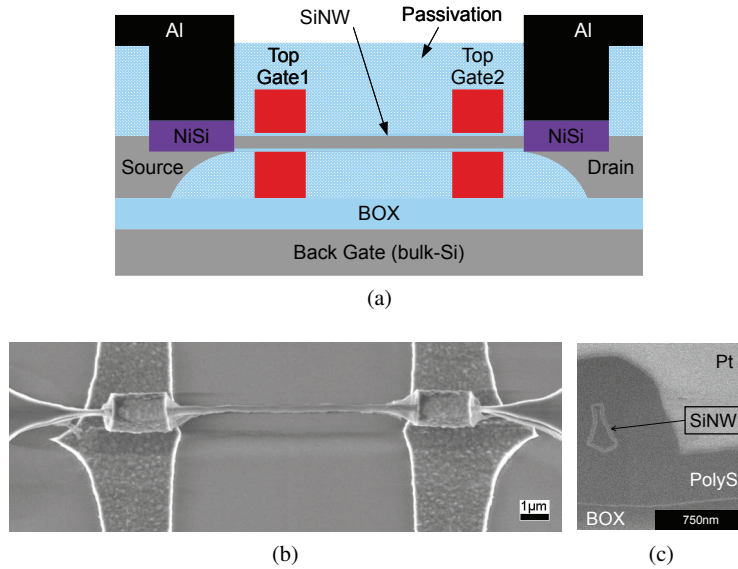 SiNW
Passivation
Al
Al
Top
Gate1
Top
Gate2
NiSi
NiSi
Source
Drain
BOX
Back Gate (bulk-Si)
(a)
1µm
(b)
Pt
SiNW
PolyS
BOX
750nm
(c)